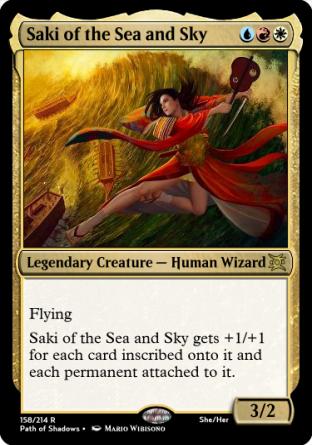 Saki of the Sea and Sky
Legendary Creature — Human Wizard
Flying
Saki of the Sea and Sky gets +1/+1
for each card inscribed onto it and
each permanent attached to it.
3/2
158/214 R
She/Her
Path of Shadows • Mario Wibisono